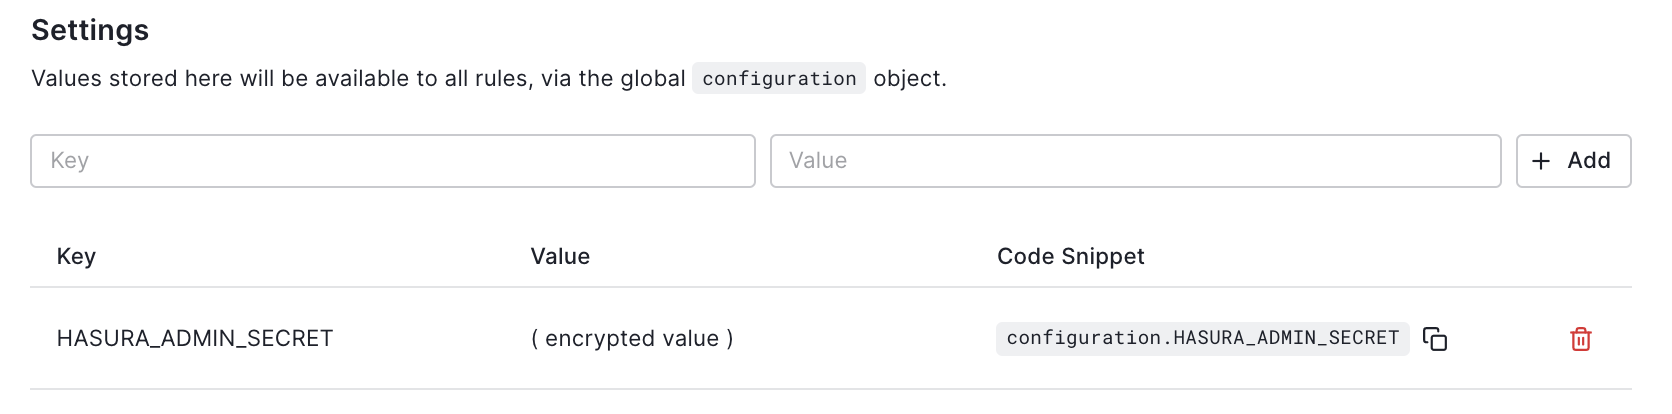 Settings
Values stored here will be available to all rules, via the global configuration object.
Key
Value
+ Add
Key Value Code Snippet
HASURA_ADMIN_SECRET ( encrypted value ) configuration.HASURA_ADMIN_SECRET